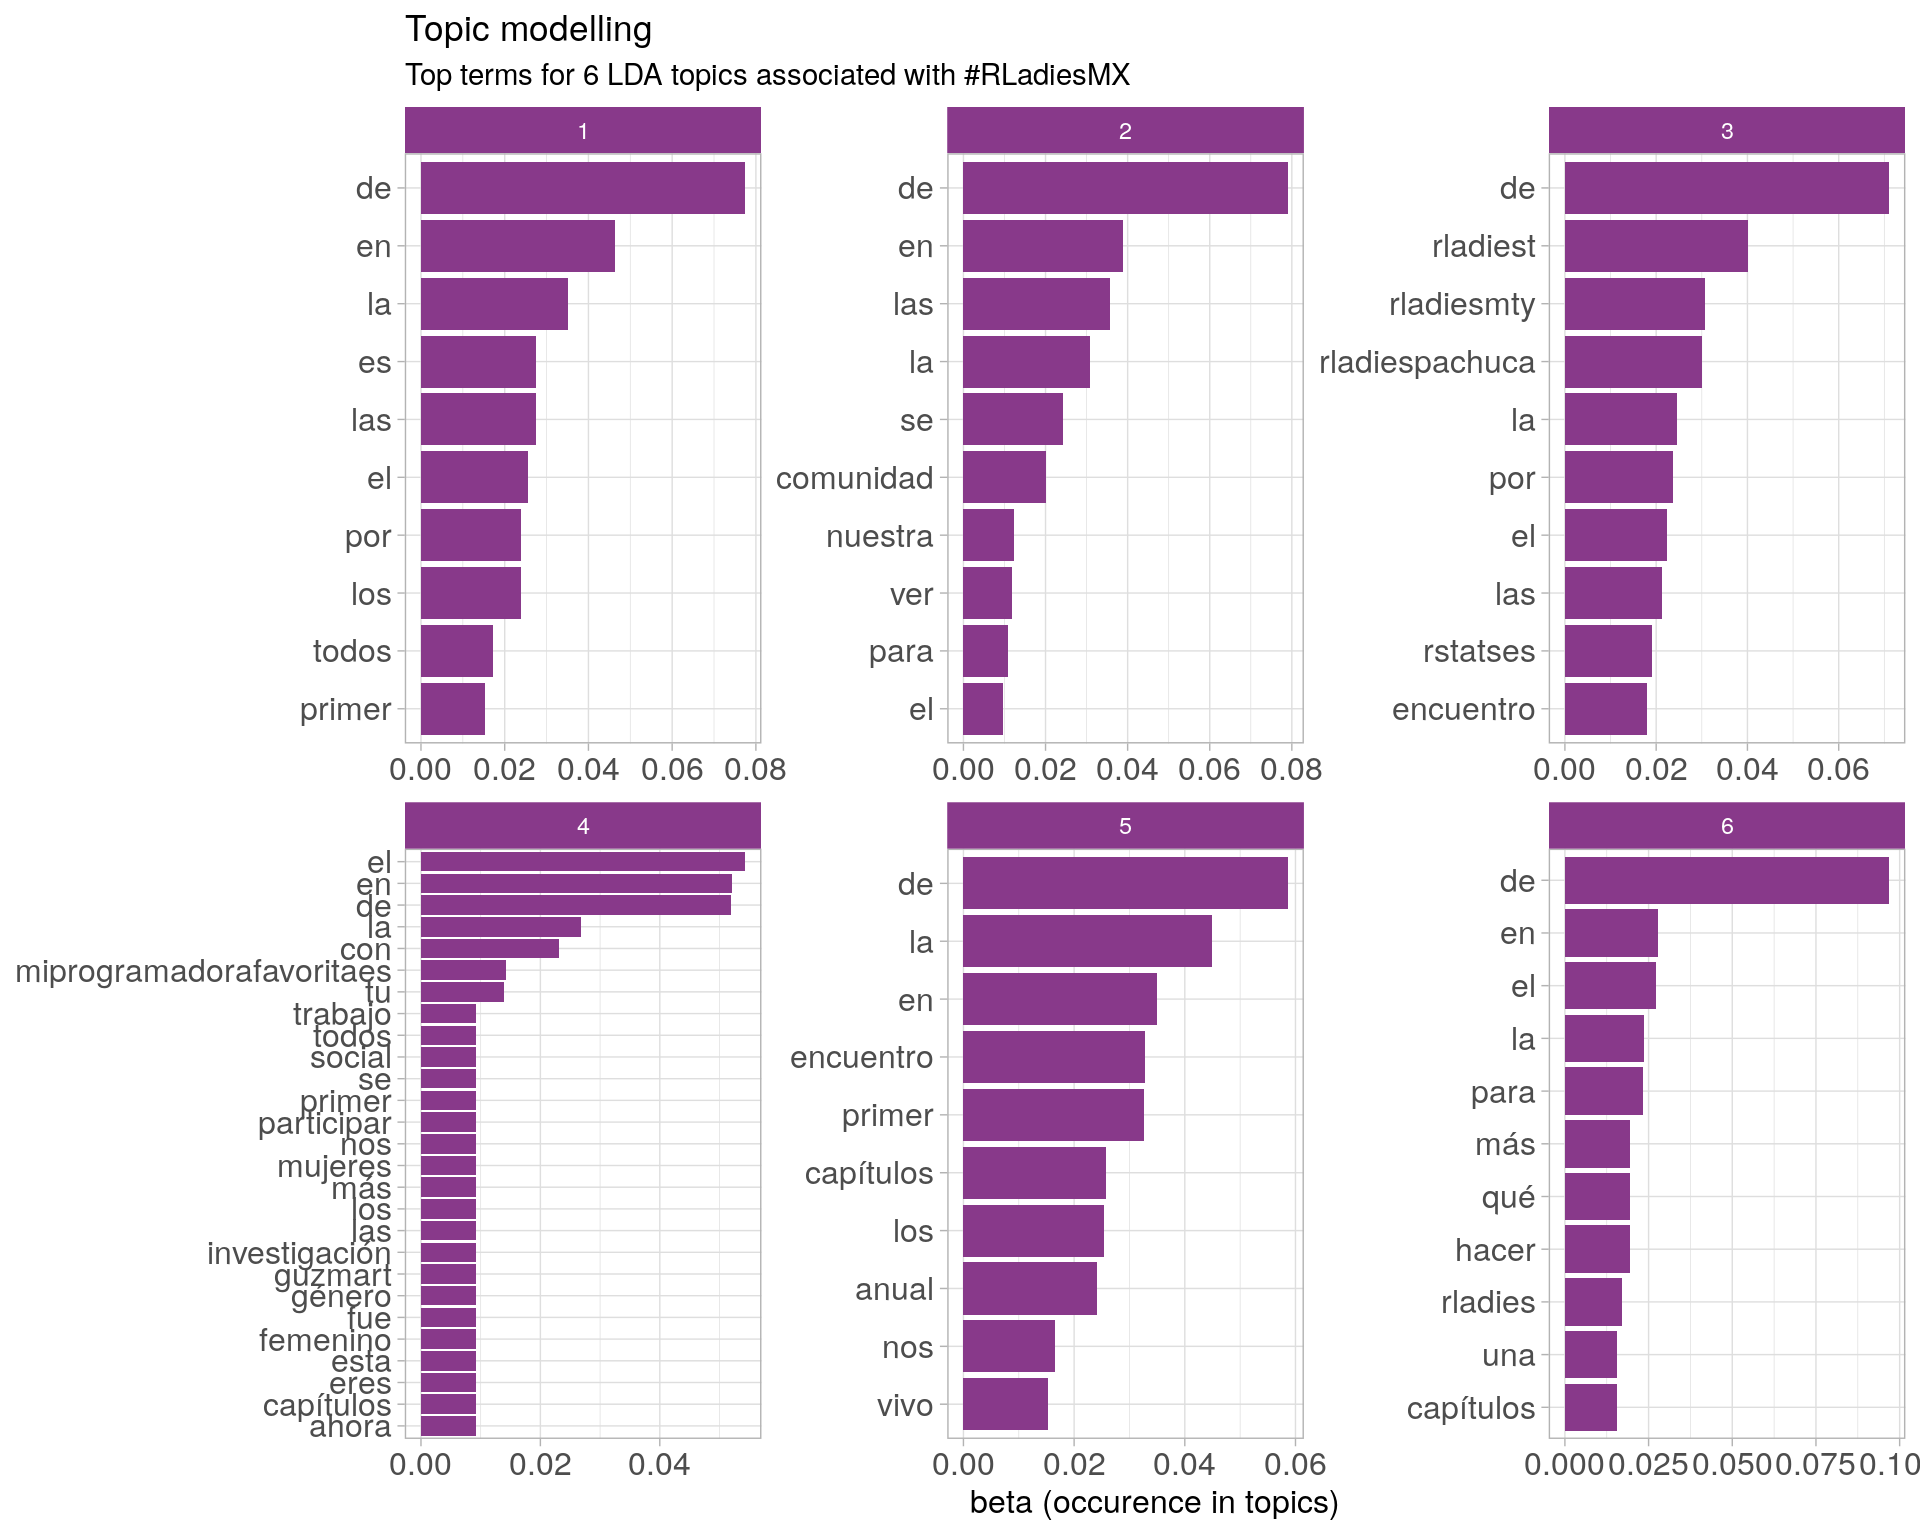 Topic modelling
Top terms for 6 LDA topics associated with #RLadiesMX
1
de
en
la
es
las
el
por
los
todos
primer
0.00 0.02 0.04 0.06 0.08
2
de
en
las
la
se
comunidad
nuestra
ver
para
el
0.00 0.02 0.04 0.06 0.08
3
de
rladiest
rladiesmty
rladiespachuca
la
por
el
las
rstatses
encuentro
0.00 0.02 0.04 0.06
4
el
en
de
la
con
miprogramadorafavoritaes
tu
trabajo
todos
social
se
primer
participar
nos
mujeres
más
los
las
investigación
guzmart
género
fue
femenino
esta
eres
capítulos
ahora
0.00 0.02 0.04
5
de
la
en
encuentro
primer
capítulos
los
anual
nos
vivo
0.00 0.02 0.04 0.06
6
de
en
el
la
para
más
qué
hacer
rladies
una
capítulos
0.000 0.025 0.050 0.075 0.10
beta (occurence in topics)